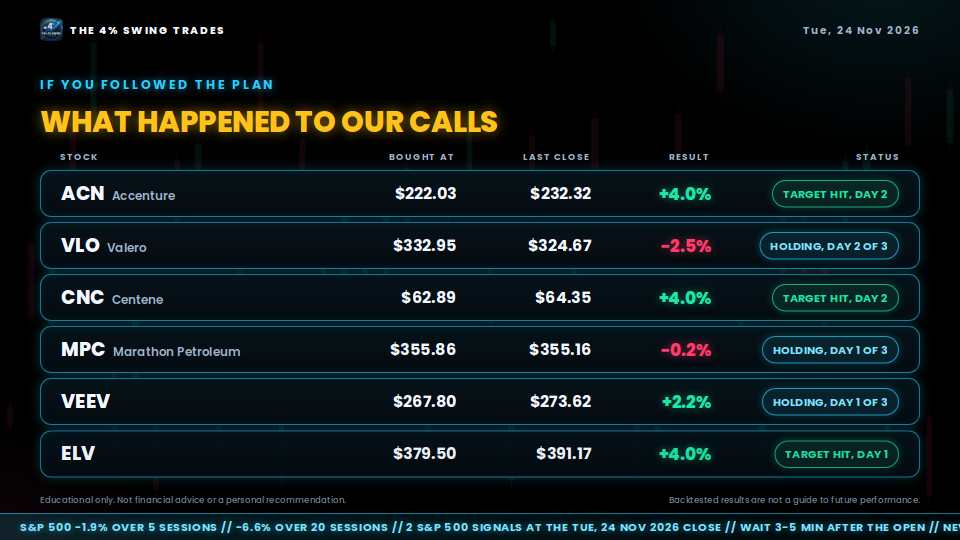 THE 4% SWING TRADES
Tue, 24 Nov 2026
IF YOU FOLLOWED THE PLAN
WHAT HAPPENED TO OUR CALLS
STOCK BOUGHT AT LAST CLOSE RESULT STATUS
ACN Accenture $222.03 $232.32 +4.0% TARGET HIT, DAY 2
VLO Valero $332.95 $324.67 -2.5% HOLDING, DAY 2 OF 3
CNC Centene $62.89 $64.35 +4.0% TARGET HIT, DAY 2
MPC Marathon Petroleum $355.86 $355.16 -0.2% HOLDING, DAY 1 OF 3
VEEV $267.80 $273.62 +2.2% HOLDING, DAY 1 OF 3
ELV $379.50 $391.17 +4.0% TARGET HIT, DAY 1
Educational only. Not financial advice or a personal recommendation.
Backtested results are not a guide to future performance.
S&P 500 -1.9% OVER 5 SESSIONS // -6.6% OVER 20 SESSIONS // 2 S&P 500 SIGNALS AT THE TUE, 24 NOV 2026 CLOSE // WAIT 3-5 MIN AFTER THE OPEN //